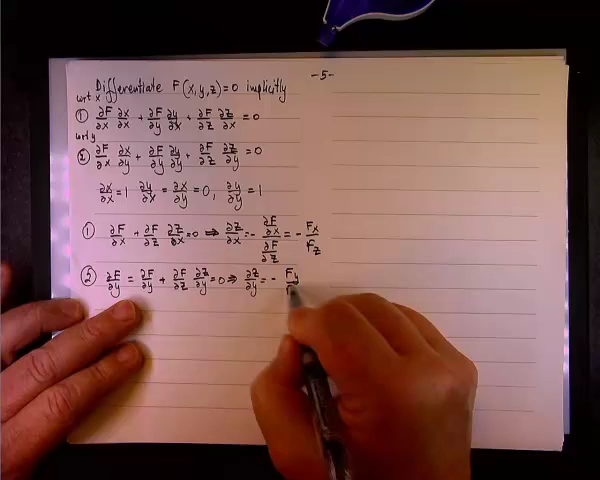 -5-
Differentiate F(x,y,z)=0 implicitly
wrt x
① ∂F/∂x ∂x/∂x + ∂F/∂y ∂y/∂x + ∂F/∂z ∂z/∂x = 0
wrt y
② ∂F/∂x ∂x/∂y + ∂F/∂y ∂y/∂y + ∂F/∂z ∂z/∂y = 0
∂x/∂x = 1 ∂y/∂x = ∂x/∂y = 0, ∂y/∂y = 1
① ∂F/∂x + ∂F/∂z ∂z/∂x = 0 ⇒ ∂z/∂x = - (∂F/∂x)/(∂F/∂z) = - Fx/Fz
② ∂F/∂y = ∂F/∂y + ∂F/∂z ∂z/∂y = 0 ⇒ ∂z/∂y = - Fy